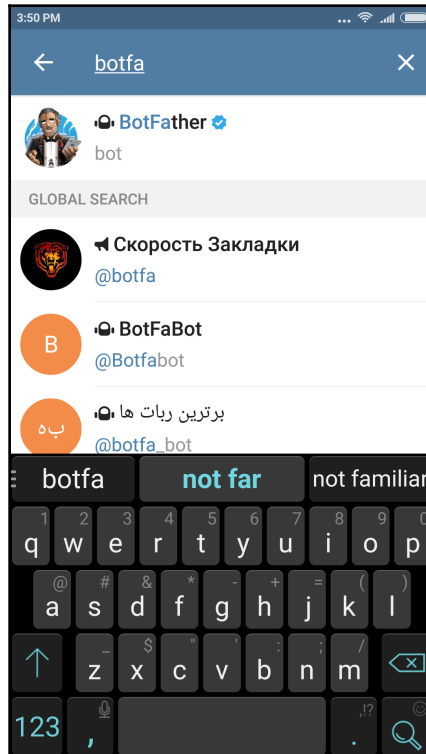 3:50 PM
botfa
BotFather
bot
GLOBAL SEARCH
Скорость Закладки
@botfa
B
BotFaBot
@Botfabot
به
برترین ربات ها
@botfa_bot
botfa not far not familiar
1 2 3 4 5 6 7 8 9 0
q w e r t y u i o p
@ # & * - + = ( )
a s d f g h j k l
_ $ " ' : ; /
z x c v b n m
123 , . ,!?